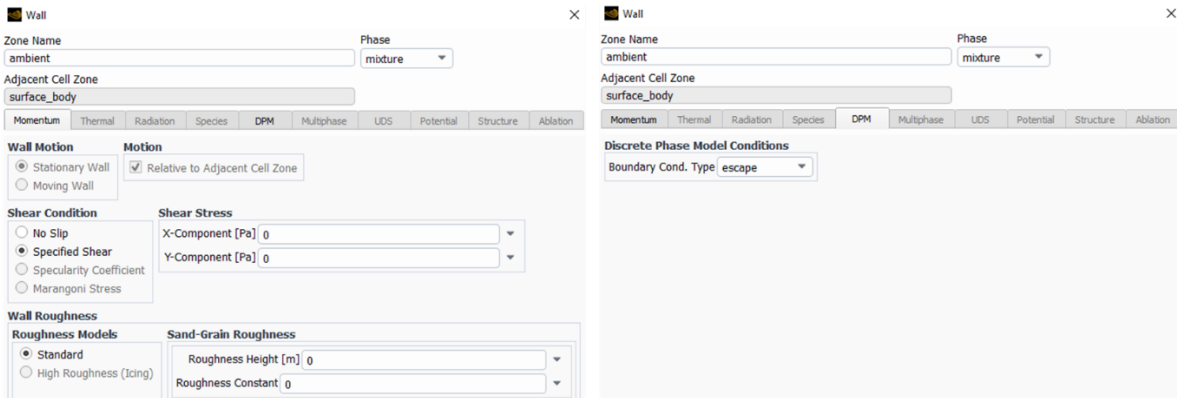 Wall
Zone Name Phase
ambient mixture
Adjacent Cell Zone
surface_body
Momentum Thermal Radiation Species DPM Multiphase UDS Potential Structure Ablation
Wall Motion Motion
Stationary Wall Relative to Adjacent Cell Zone
Moving Wall
Shear Condition Shear Stress
No Slip X-Component [Pa] 0
Specified Shear Y-Component [Pa] 0
Specularity Coefficient
Marangoni Stress
Wall Roughness
Roughness Models Sand-Grain Roughness
Standard Roughness Height [m] 0
High Roughness (Icing) Roughness Constant 0
Wall
Zone Name Phase
ambient mixture
Adjacent Cell Zone
surface_body
Momentum Thermal Radiation Species DPM Multiphase UDS Potential Structure Ablation
Discrete Phase Model Conditions
Boundary Cond. Type escape